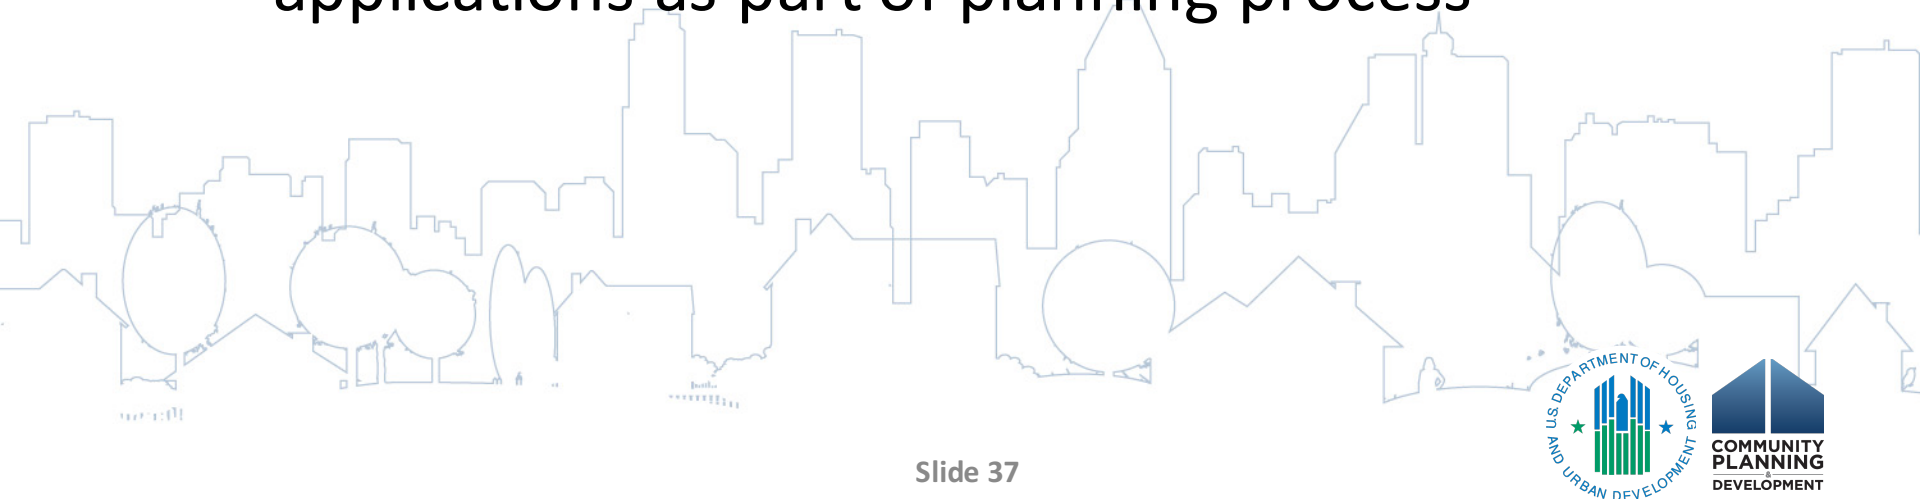 applications as part of planning process
U.S. DEPARTMENT OF HOUSING
AND URBAN DEVELOPMENT
COMMUNITY
PLANNING
&
DEVELOPMENT
Slide 37